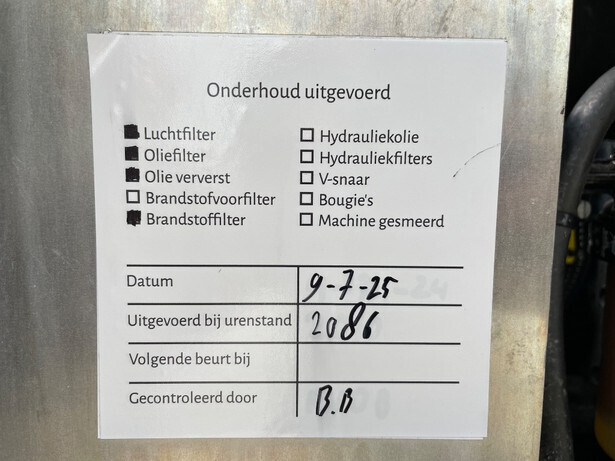 Onderhoud uitgevoerd
Luchtfilter
Oliefilter
Olie ververst
Brandstofvoorfilter
Brandstoffilter
Hydrauliekolie
Hydrauliekfilters
V-snaar
Bougie's
Machine gesmeerd
Datum 9-7-25
Uitgevoerd bij urenstand 2086
Volgende beurt bij
Gecontroleerd door B.B